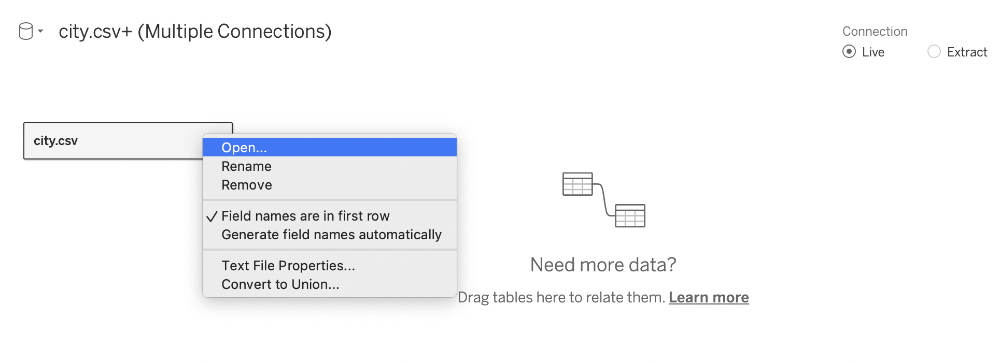 city.csv+ (Multiple Connections)
Connection
Live
Extract
city.csv
Open...
Rename
Remove
✓ Field names are in first row
Generate field names automatically
Text File Properties...
Convert to Union...
Need more data?
Drag tables here to relate them. Learn more